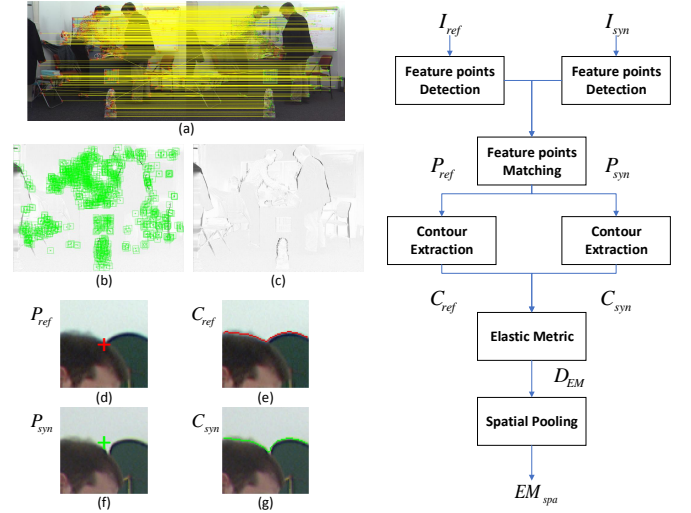 (a)
(b)
(c)
P_ref
C_ref
(d)
(e)
P_syn
C_syn
(f)
(g)
I_ref
I_syn
Feature points
Detection
Feature points
Detection
Feature points
Matching
P_ref
P_syn
Contour
Extraction
Contour
Extraction
C_ref
C_syn
Elastic Metric
D_EM
Spatial Pooling
EM_spa